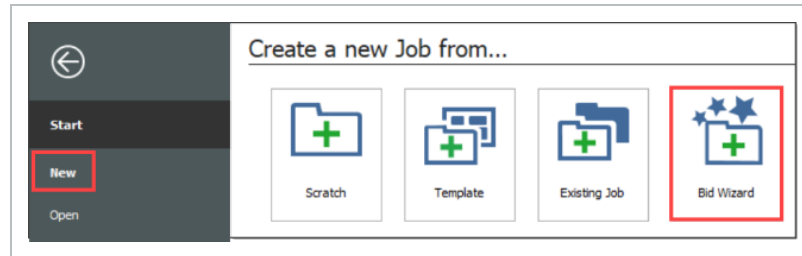 Create a new Job from...
Start
New
Open
Scratch
Template
Existing Job
Bid Wizard